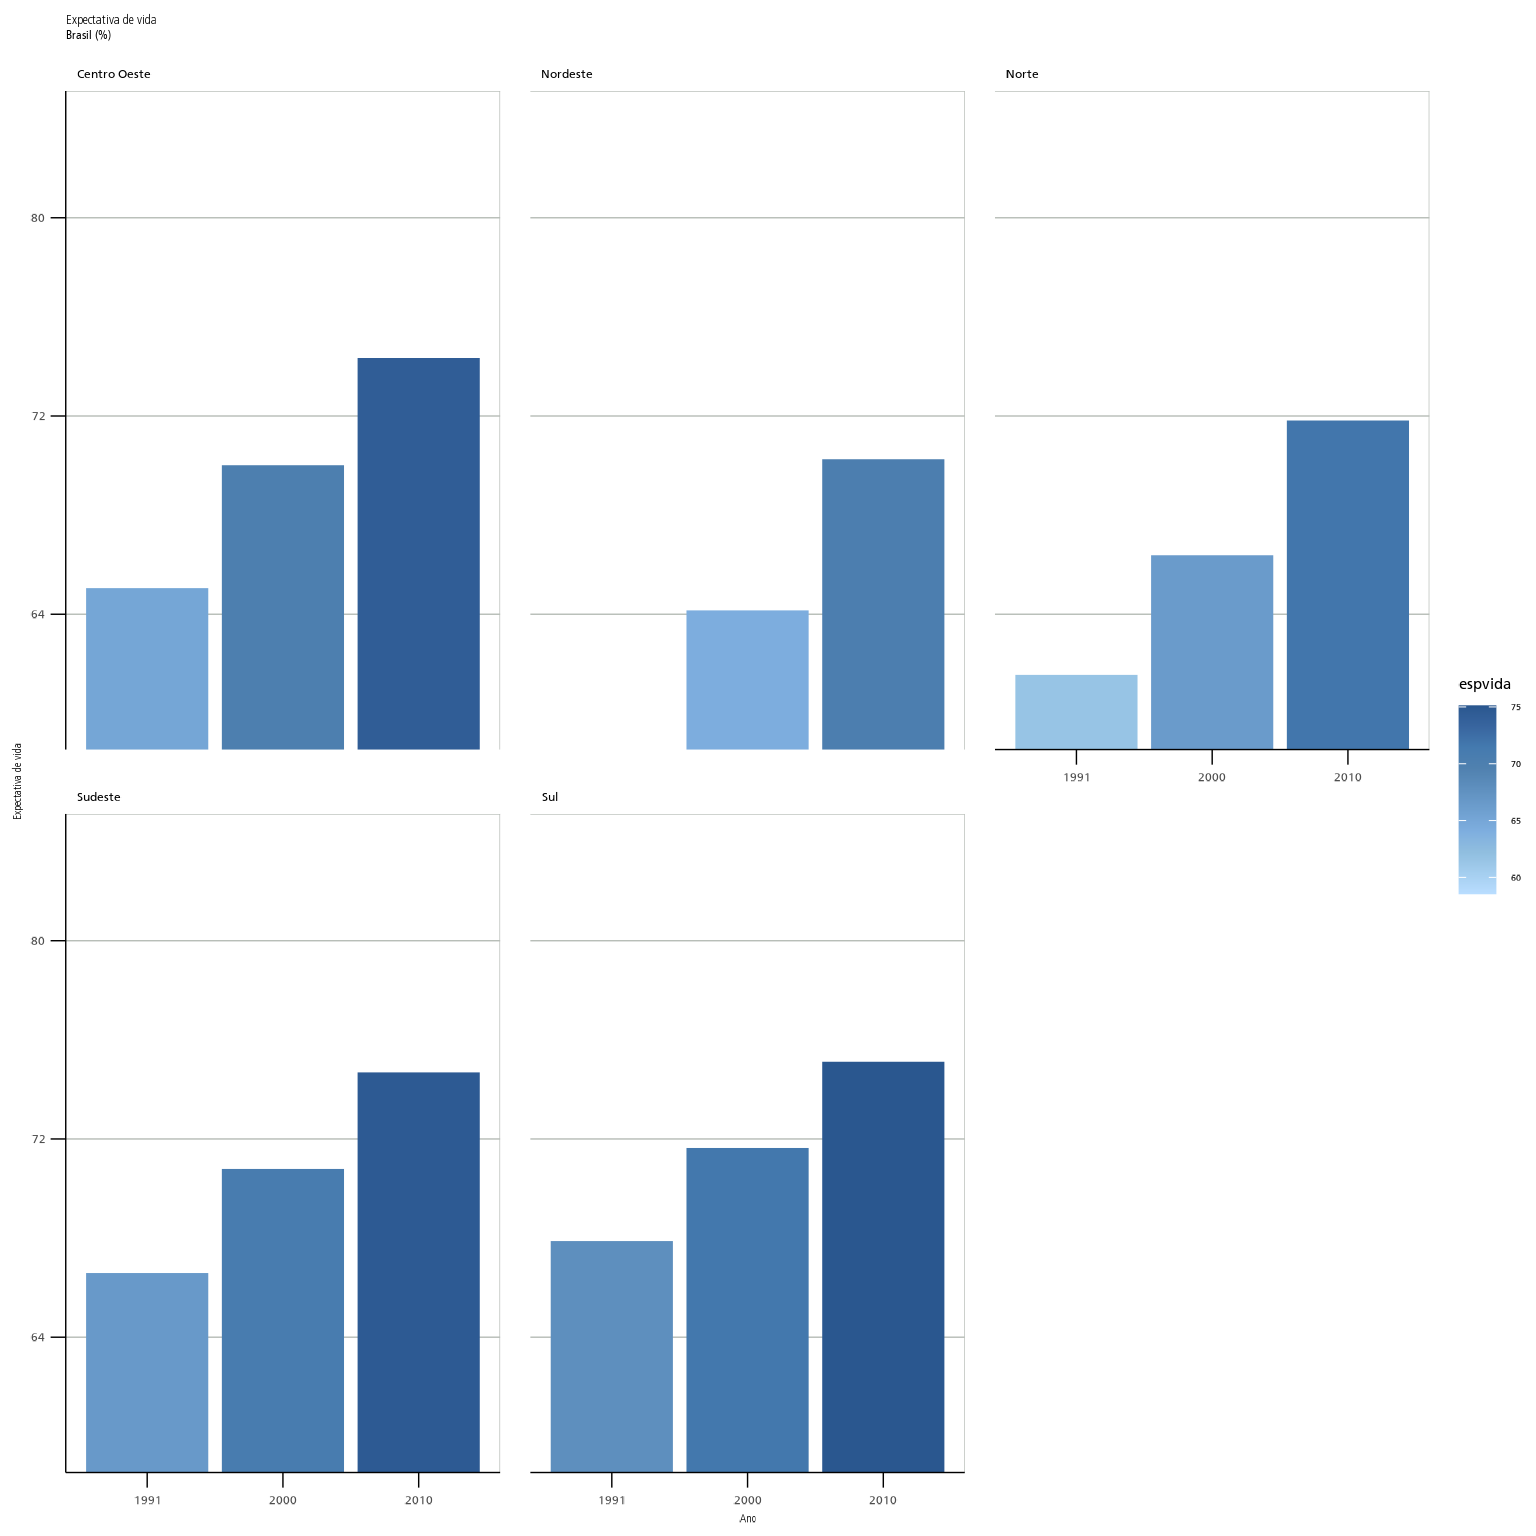 Expectativa de vida
Brasil (%)
Centro Oeste
Nordeste
Norte
80
72
64
1991
2000
2010
espvida
75
70
65
60
Expectativa de vida
Sudeste
Sul
80
72
64
1991
2000
2010
1991
2000
2010
Ano